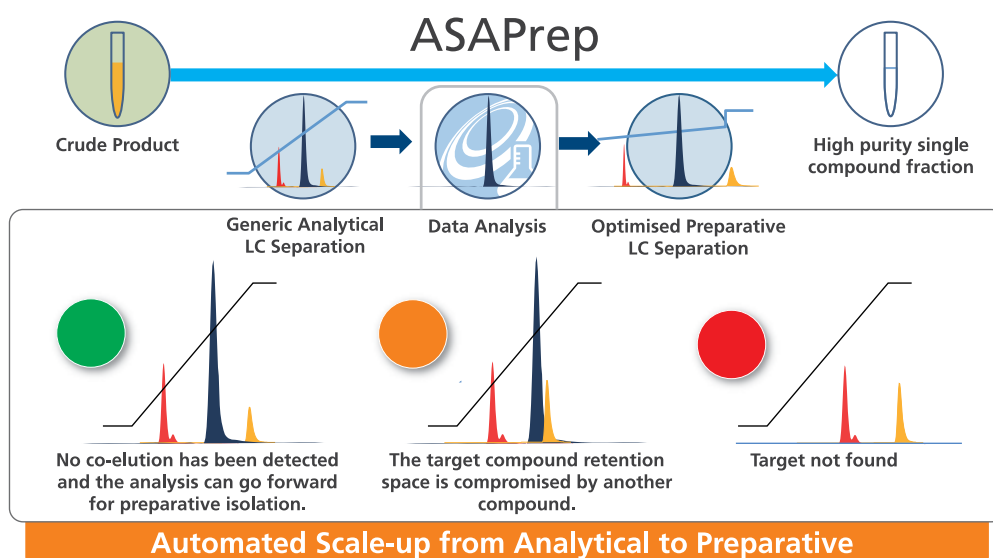 ASAPrep
Crude Product
High purity single
compound fraction
Generic Analytical
LC Separation
Data Analysis
Optimised Preparative
LC Separation
No co-elution has been detected
and the analysis can go forward
for preparative isolation.
The target compound retention
space is compromised by another
compound.
Target not found
Automated Scale-up from Analytical to Preparative